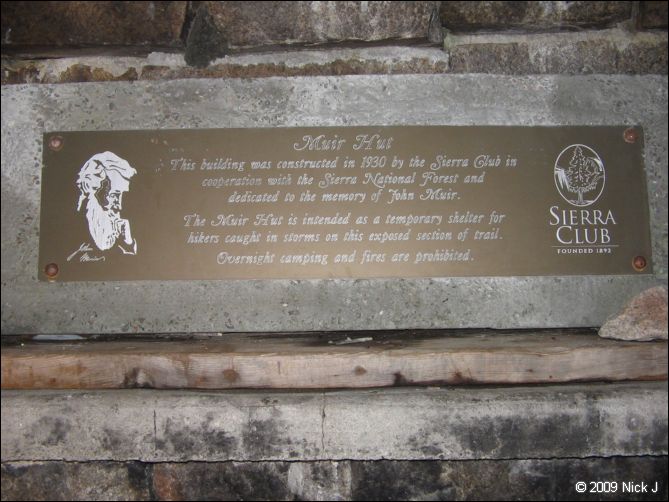 Muir Hut
This building was constructed in 1930 by the Sierra Club in
cooperation with the Sierra National Forest and
dedicated to the memory of John Muir.
The Muir Hut is intended as a temporary shelter for
hikers caught in storms on this exposed section of trail.
Overnight camping and fires are prohibited.
John
Muir
SIERRA
CLUB
FOUNDED 1892
© 2009 Nick J